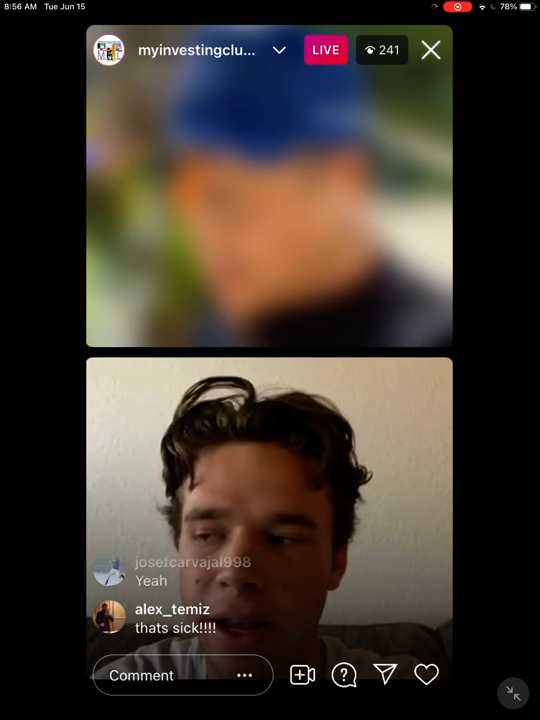 8:56 AM Tue Jun 15 78%
myinvestingclu... LIVE 241
josefcarvajal998
Yeah
alex_temiz
thats sick!!!!
Comment